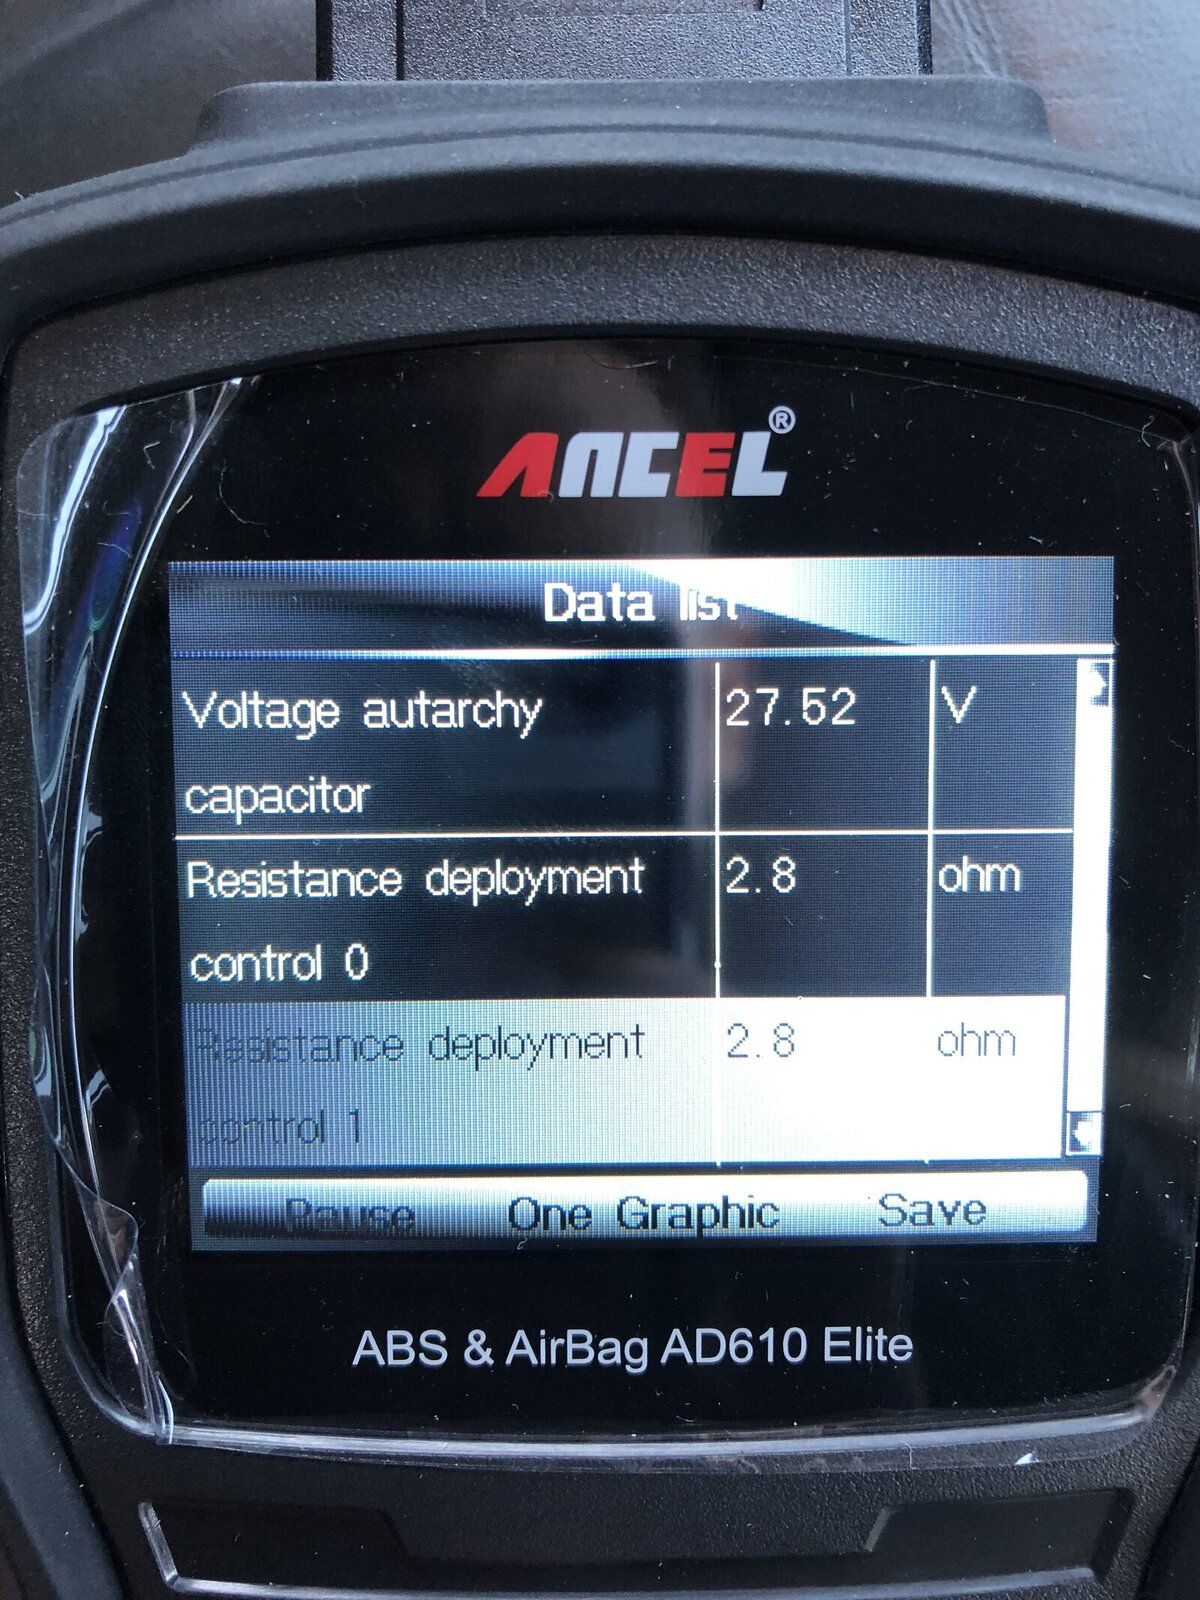 ANCEL®
Data list
Voltage autarchy 27.52 V
capacitor
Resistance deployment 2.8 ohm
control 0
Resistance deployment 2.8 ohm
control 1
Pause One Graphic Save
ABS & AirBag AD610 Elite